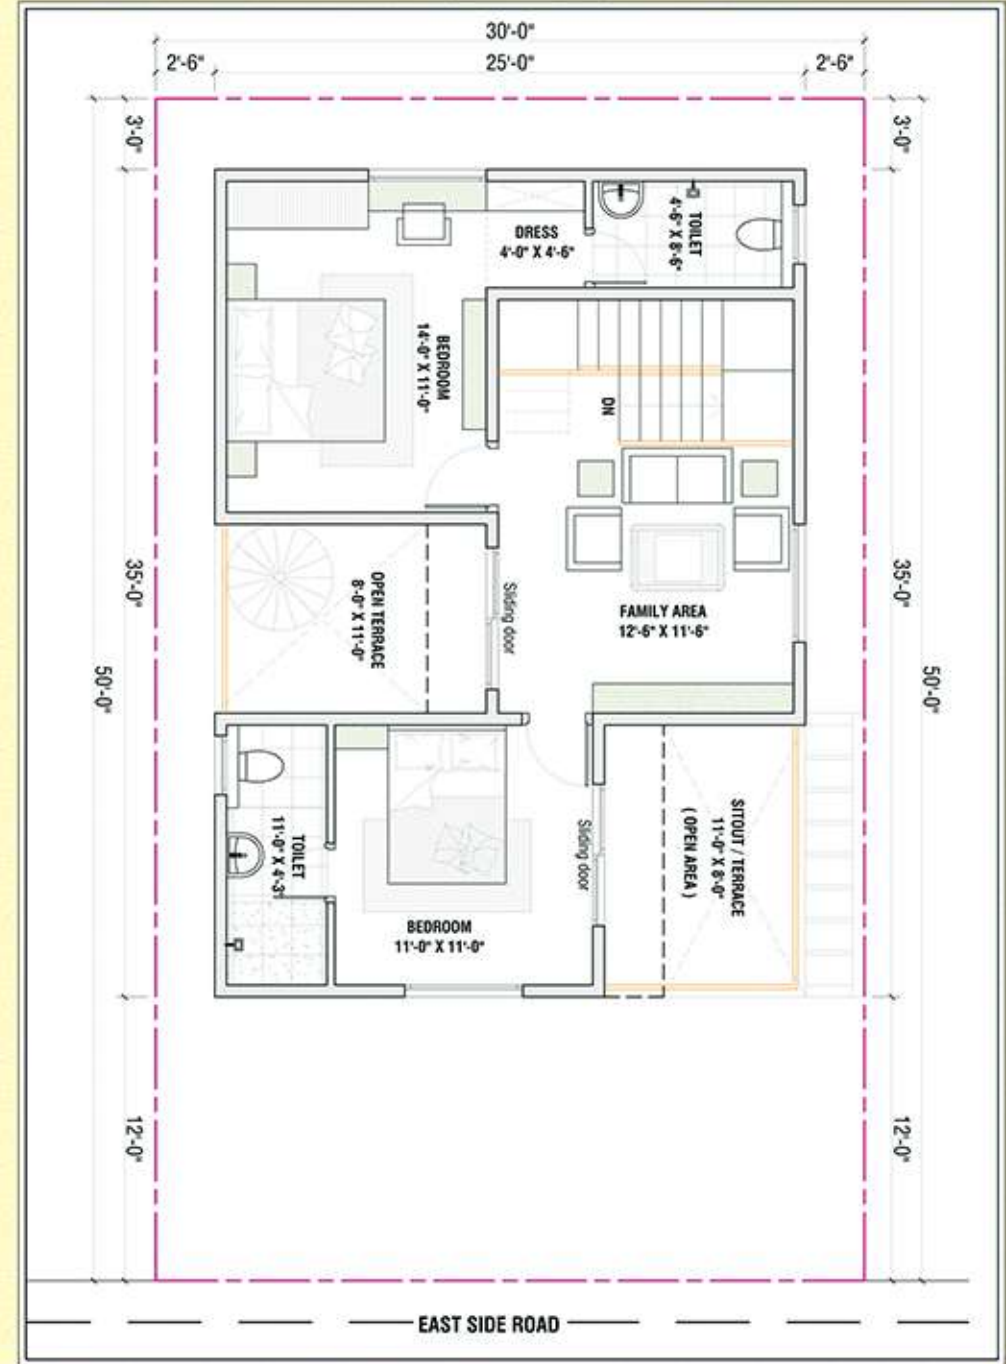 30'-0"
2'-6"
25'-0"
2'-6"
3'-0"
3'-0"
DRESS
4'-0" X 4'-6"
TOILET
4'-6" X 8'-6"
BEDROOM
14'-0" X 11'-0"
DN
35'-0"
OPEN TERRACE
8'-0" X 11'-0"
Sliding door
FAMILY AREA
12'-6" X 11'-6"
35'-0"
50'-0"
50'-0"
TOILET
11'-0" X 4'-3"
Sliding door
SITOUT / TERRACE
11'-0" X 8'-0"
( OPEN AREA )
BEDROOM
11'-0" X 11'-0"
12'-0"
12'-0"
EAST SIDE ROAD